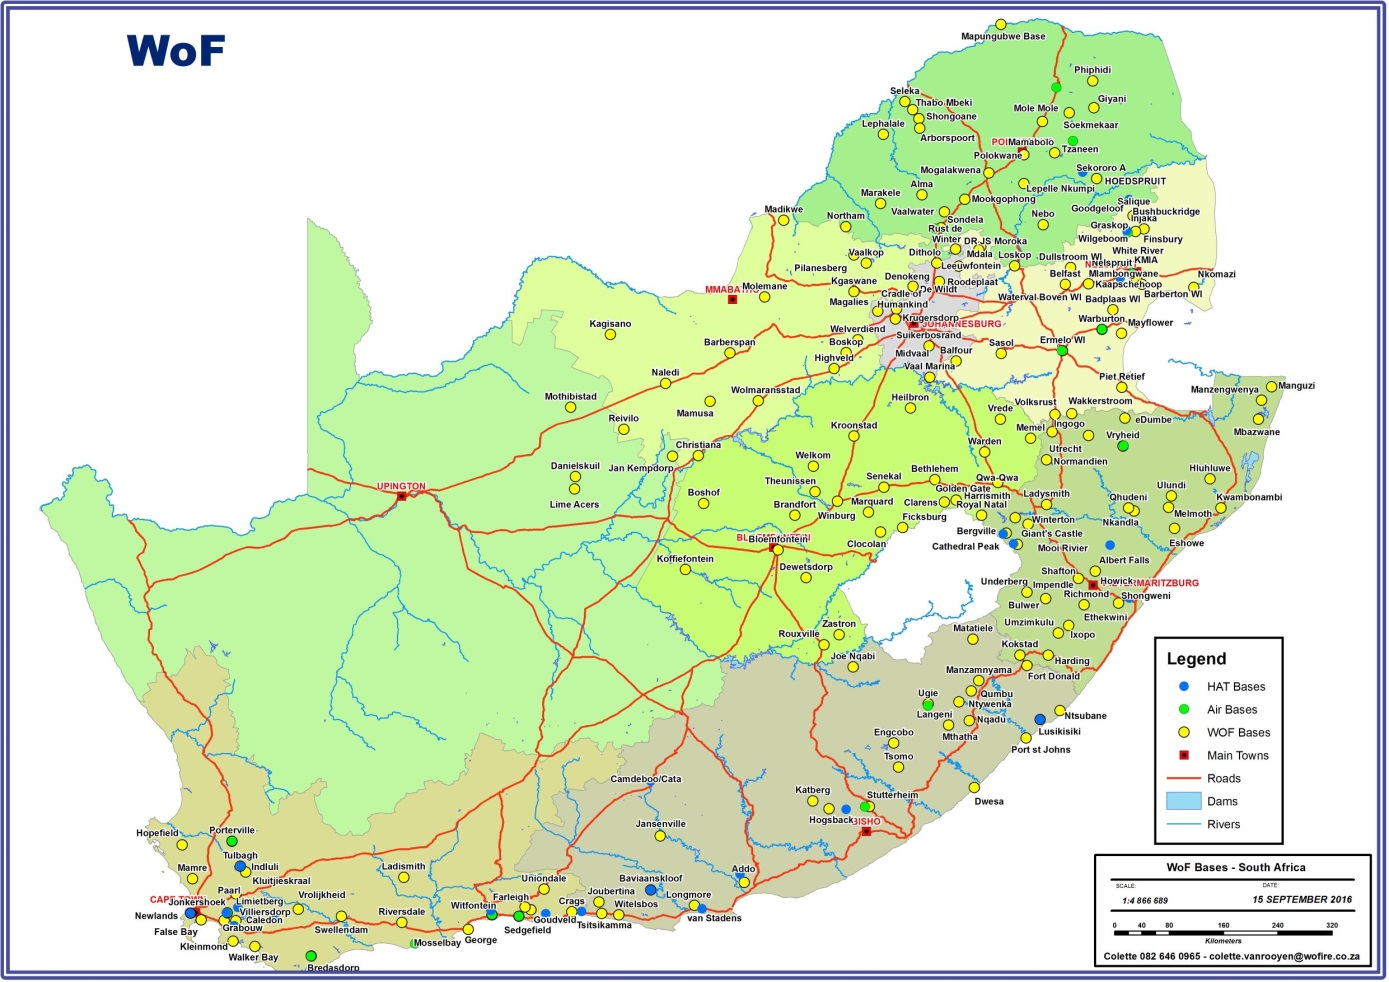 WoF
Mapungubwe Base
Phiphidi
Seleka
Thabo Mbeki
Giyani
Mole Mole
Shongoane
Lephalale
Soekmekaar
Arborspoort
Mamabolo
Tzaneen
Polokwane
Mogalakwena
Sekororo A
HOEDSPRUIT
Alma
Lepelle Nkumpi
Marakele
Mookgophong
Salique
Madikwe
Vaalwater
Nebo
Goodgeloof
Bushbuckridge
Northam
Sondela
Injaka
Rust de
Winter
Graskop
DR JS Moroka
Wilgeboom
Finsbury
Vaalkop
Ditholo
Mdala
Loskop
Dullstroom WI
White River
Pilanesberg
Leeuwfontein
Nelspruit
KMIA
Kgaswane
Denokeng
Roodeplaat
Belfast
Mlambongwane
Nkomazi
MMABATHO
Molemane
De Wildt
Kaapschehoop
Magalies
Cradle of
Humankind
Waterval Boven WI
Badplaas WI
Barberton WI
Kagisano
Krugersdorp
JOHANNESBURG
Warburton
Mayflower
Welverdiend
Suikerbosrand
Barberspan
Boskop
Ermelo WI
Midvaal
Balfour
Sasol
Highveld
Vaal Marina
Naledi
Piet Retief
Wolmaransstad
Manzengwenya
Manguzi
Mothibistad
Heilbron
Mamusa
Vrede
Volksrust
Wakkerstroom
Reivilo
Kroonstad
Memel
Ingogo
eDumbe
Mbazwane
Christiana
Warden
Utrecht
Vryheid
Welkom
Normandien
Danielskuil
Jan Kempdorp
Bethlehem
Hluhluwe
Theunissen
Senekal
Qwa-Qwa
UPINGTON
Golden Gate
Ulundi
Boshof
Harrismith
Ladysmith
Qhudeni
Kwambonambi
Lime Acers
Brandfort
Marquard
Clarens
Royal Natal
Winburg
Ficksburg
Winterton
Nkandla
Melmoth
Bergville
Giant's Castle
Bloemfontein
Clocolan
Cathedral Peak
Mooi Rivier
Eshowe
Koffiefontein
Dewetsdorp
Albert Falls
Shafton
Underberg
Impendle
Howick
Richmond
Shongweni
Bulwer
Ethekwini
Zastron
Umzimkulu
Matatiele
Ixopo
Rouxville
Kokstad
Joe Nqabi
Harding
Manzamnyama
Fort Donald
Ugie
Qumbu
Ntywenka
Langeni
Nqadu
Ntsubane
Mthatha
Lusikisiki
Engcobo
Port st Johns
Tsomo
Camdeboo/Cata
Katberg
Stutterheim
Dwesa
Hogsback
BISHO
Hopefield
Porterville
Jansenville
Tulbagh
Indluli
Mamre
Kluitjieskraal
Ladismith
Addo
Uniondale
Baviaanskloof
Paarl
Vrolijkheid
Joubertina
Longmore
CAPE TOWN
Jonkershoek
Limietberg
Farleigh
Crags
Witelsbos
Newlands
Villiersdorp
Riversdale
Witfontein
Caledon
Goudveld
van Stadens
False Bay
Grabouw
Swellendam
Sedgefield
Tsitsikamma
Kleinmond
Mosselbay
George
Walker Bay
Bredasdorp
Legend
HAT Bases
Air Bases
WOF Bases
Main Towns
Roads
Dams
Rivers
WoF Bases - South Africa
SCALE:
DATE:
1:4 866 689
15 SEPTEMBER 2016
0 40 80 160 240 320
Kilometers
Colette 082 646 0965 - colette.vanrooyen@wofire.co.za